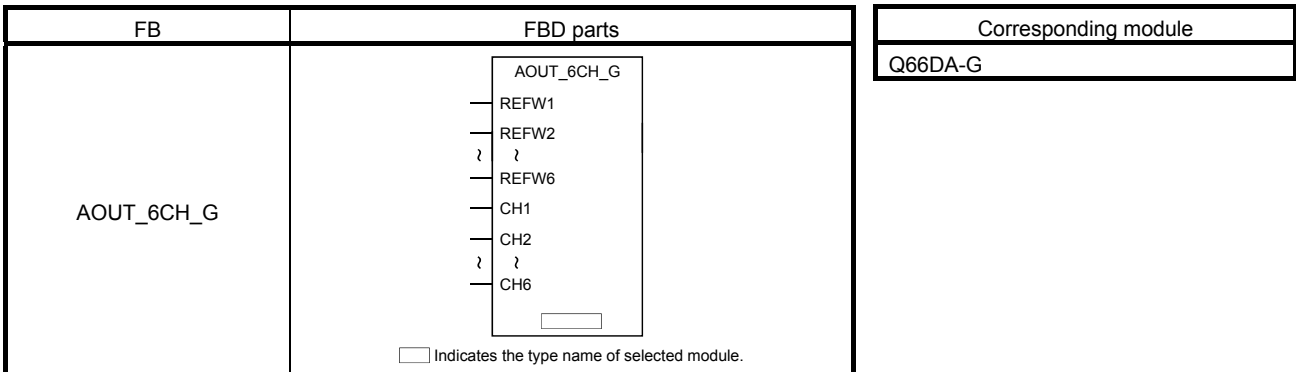 FB
FBD parts
Corresponding module
Q66DA-G
AOUT_6CH_G
AOUT_6CH_G
REFW1
REFW2
~ ~
REFW6
CH1
CH2
~ ~
CH6
Indicates the type name of selected module.